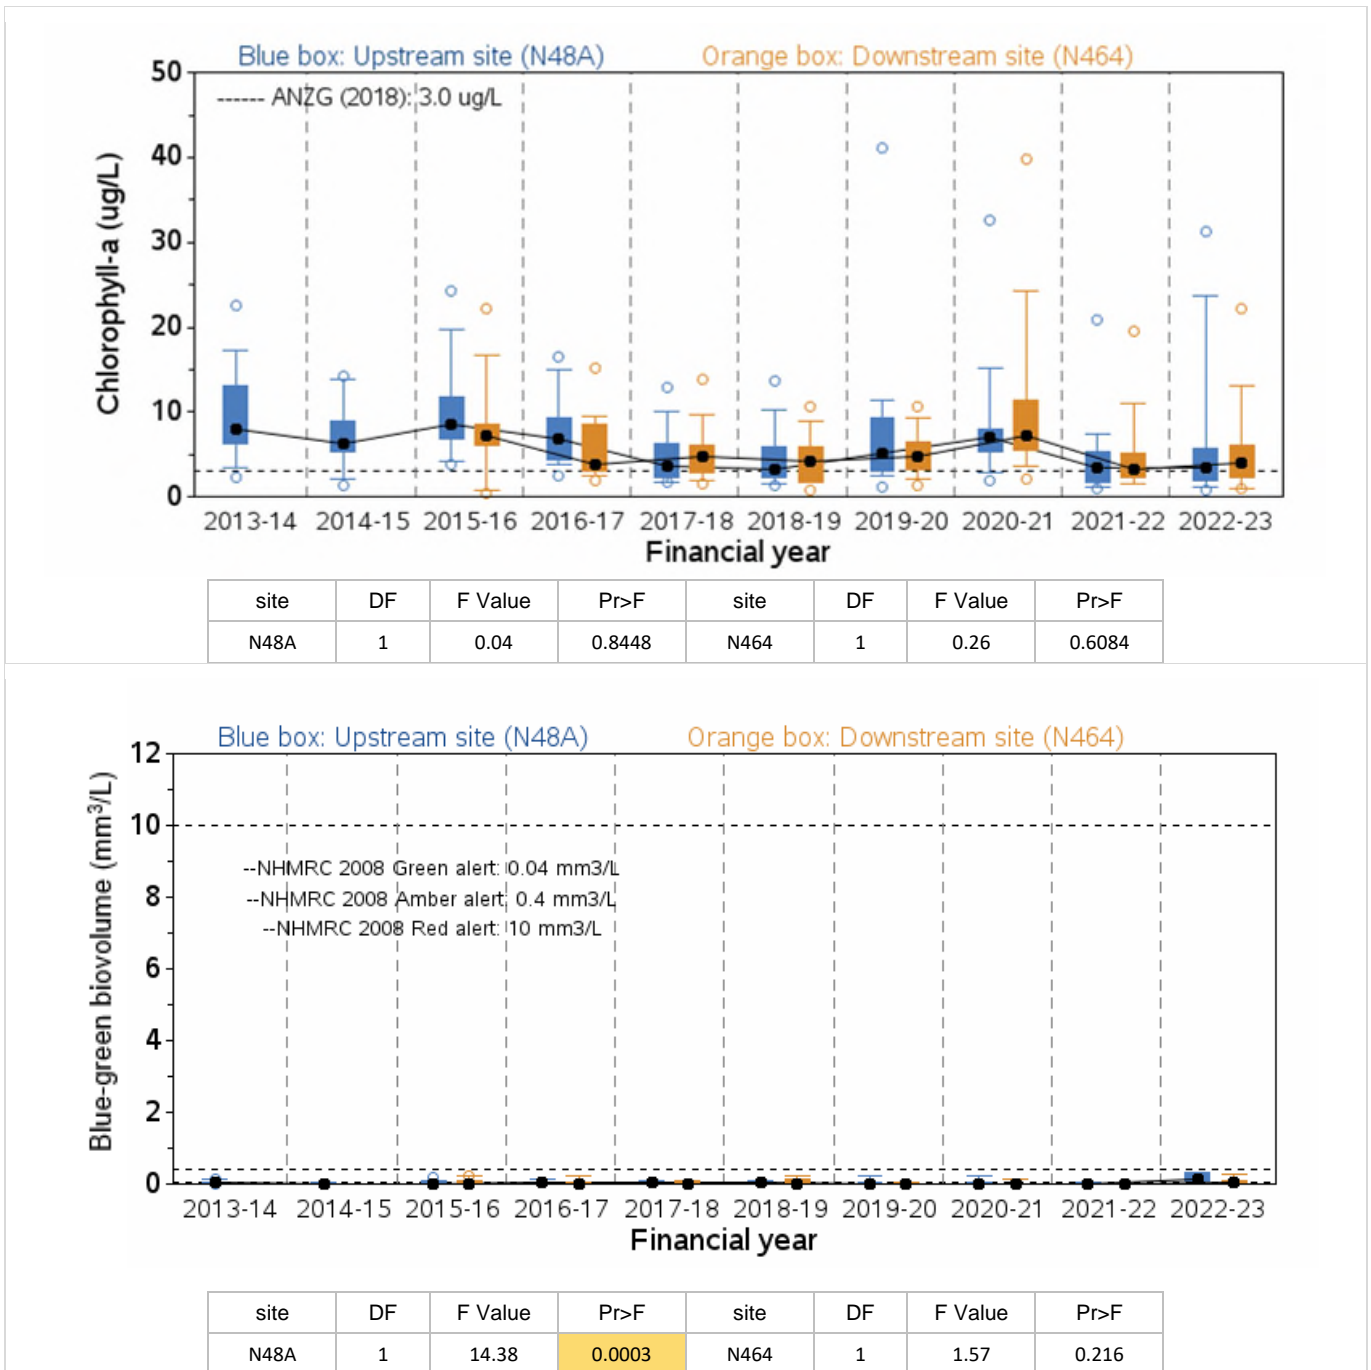 Blue box: Upstream site (N48A) Orange box: Downstream site (N464)
------ ANZG (2018): 3.0 ug/L
Chlorophyll-a (ug/L)
50
40
30
20
10
0
2013-14 2014-15 2015-16 2016-17 2017-18 2018-19 2019-20 2020-21 2021-22 2022-23
Financial year
site DF F Value Pr>F site DF F Value Pr>F
N48A 1 0.04 0.8448 N464 1 0.26 0.6084
Blue box: Upstream site (N48A) Orange box: Downstream site (N464)
Blue-green biovolume (mm³/L)
12
10
8
6
4
2
0
--NHMRC 2008 Green alert: 0.04 mm3/L
--NHMRC 2008 Amber alert: 0.4 mm3/L
--NHMRC 2008 Red alert: 10 mm3/L
2013-14 2014-15 2015-16 2016-17 2017-18 2018-19 2019-20 2020-21 2021-22 2022-23
Financial year
site DF F Value Pr>F site DF F Value Pr>F
N48A 1 14.38 0.0003 N464 1 1.57 0.216